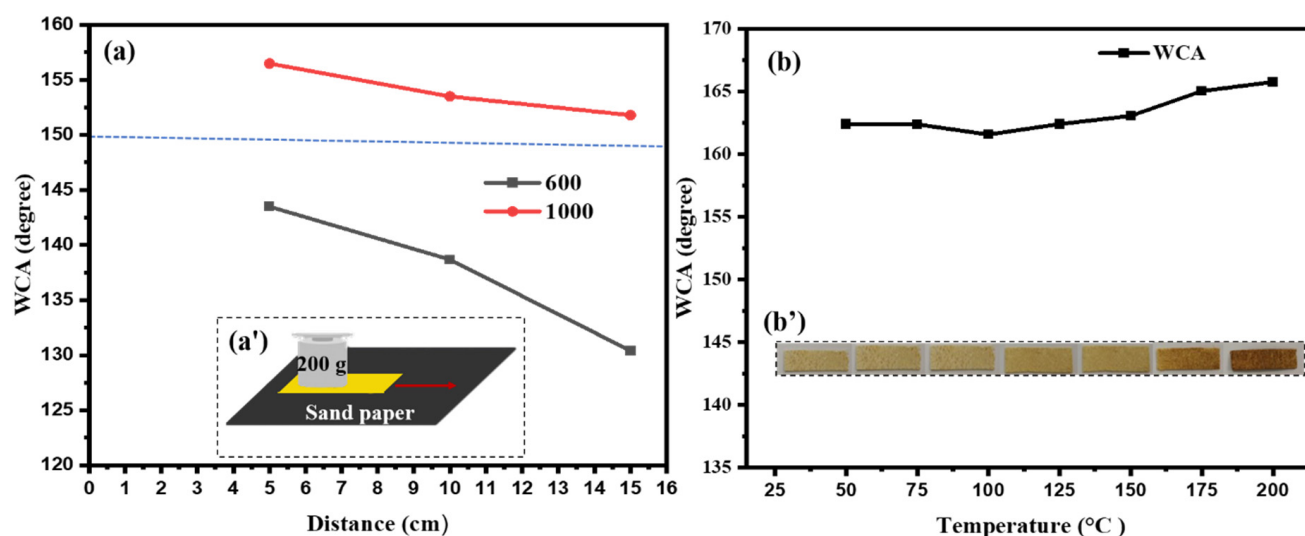 (a)
160
155
150
145
140
135
130
125
120
WCA (degree)
600
1000
(a')
200 g
Sand paper
0 1 2 3 4 5 6 7 8 9 10 11 12 13 14 15 16
Distance (cm)
(b)
WCA
170
165
160
165
150
145
142
140
135
WCA (degree)
(b')
25 50 75 100 125 150 175 200
Temperature (°C )